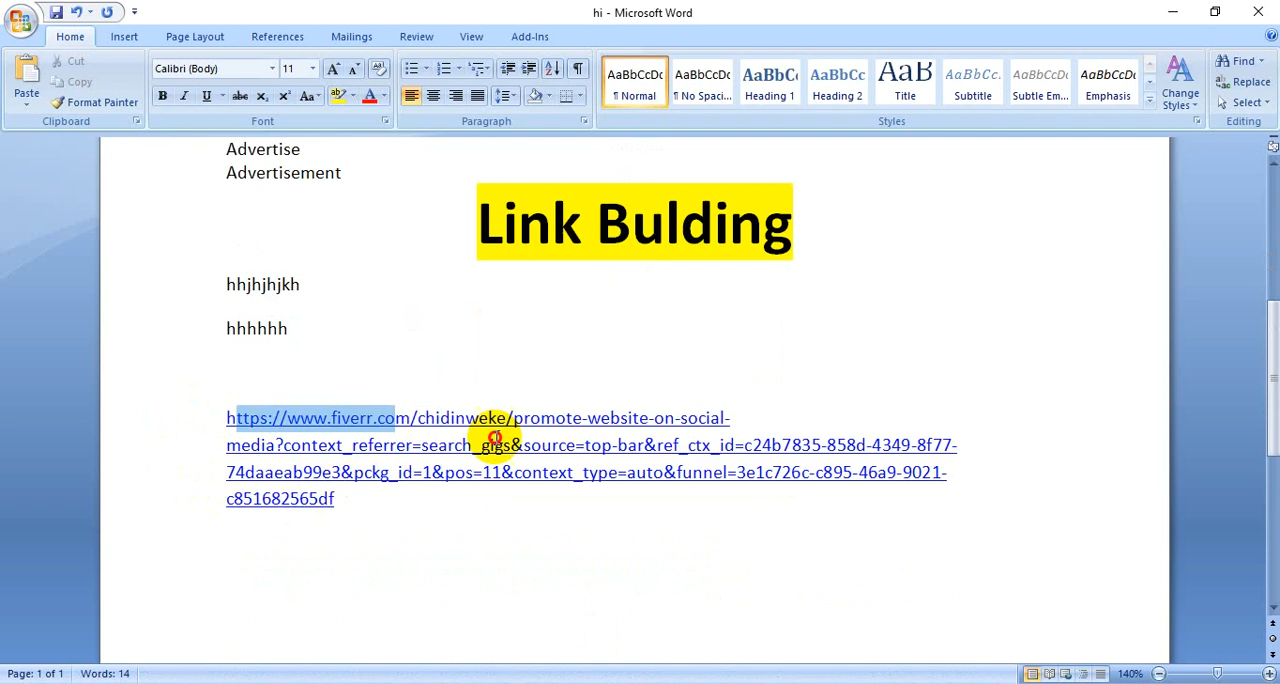 hi - Microsoft Word
Home Insert Page Layout References Mailings Review View Add-Ins
Paste
Cut
Copy
Format Painter
Clipboard
Calibri (Body) 11
Font
Paragraph
AaBbCcDc AaBbCcDc AaBbCc AaBbCc AaB AaBbCc. AaBbCcDc AaBbCcDc
¶ Normal ¶ No Spaci... Heading 1 Heading 2 Title Subtitle Subtle Em... Emphasis
Change
Styles
Styles
Find
Replace
Select
Editing
Advertise
Advertisement
Link Bulding
hhjhjhjkh
hhhhhh
https://www.fiverr.com/chidinweke/promote-website-on-social-
media?context_referrer=search_gigs&source=top-bar&ref_ctx_id=c24b7835-858d-4349-8f77-
74daaeab99e3&pckg_id=1&pos=11&context_type=auto&funnel=3e1c726c-c895-46a9-9021-
c851682565df
Page: 1 of 1 Words: 14 140%